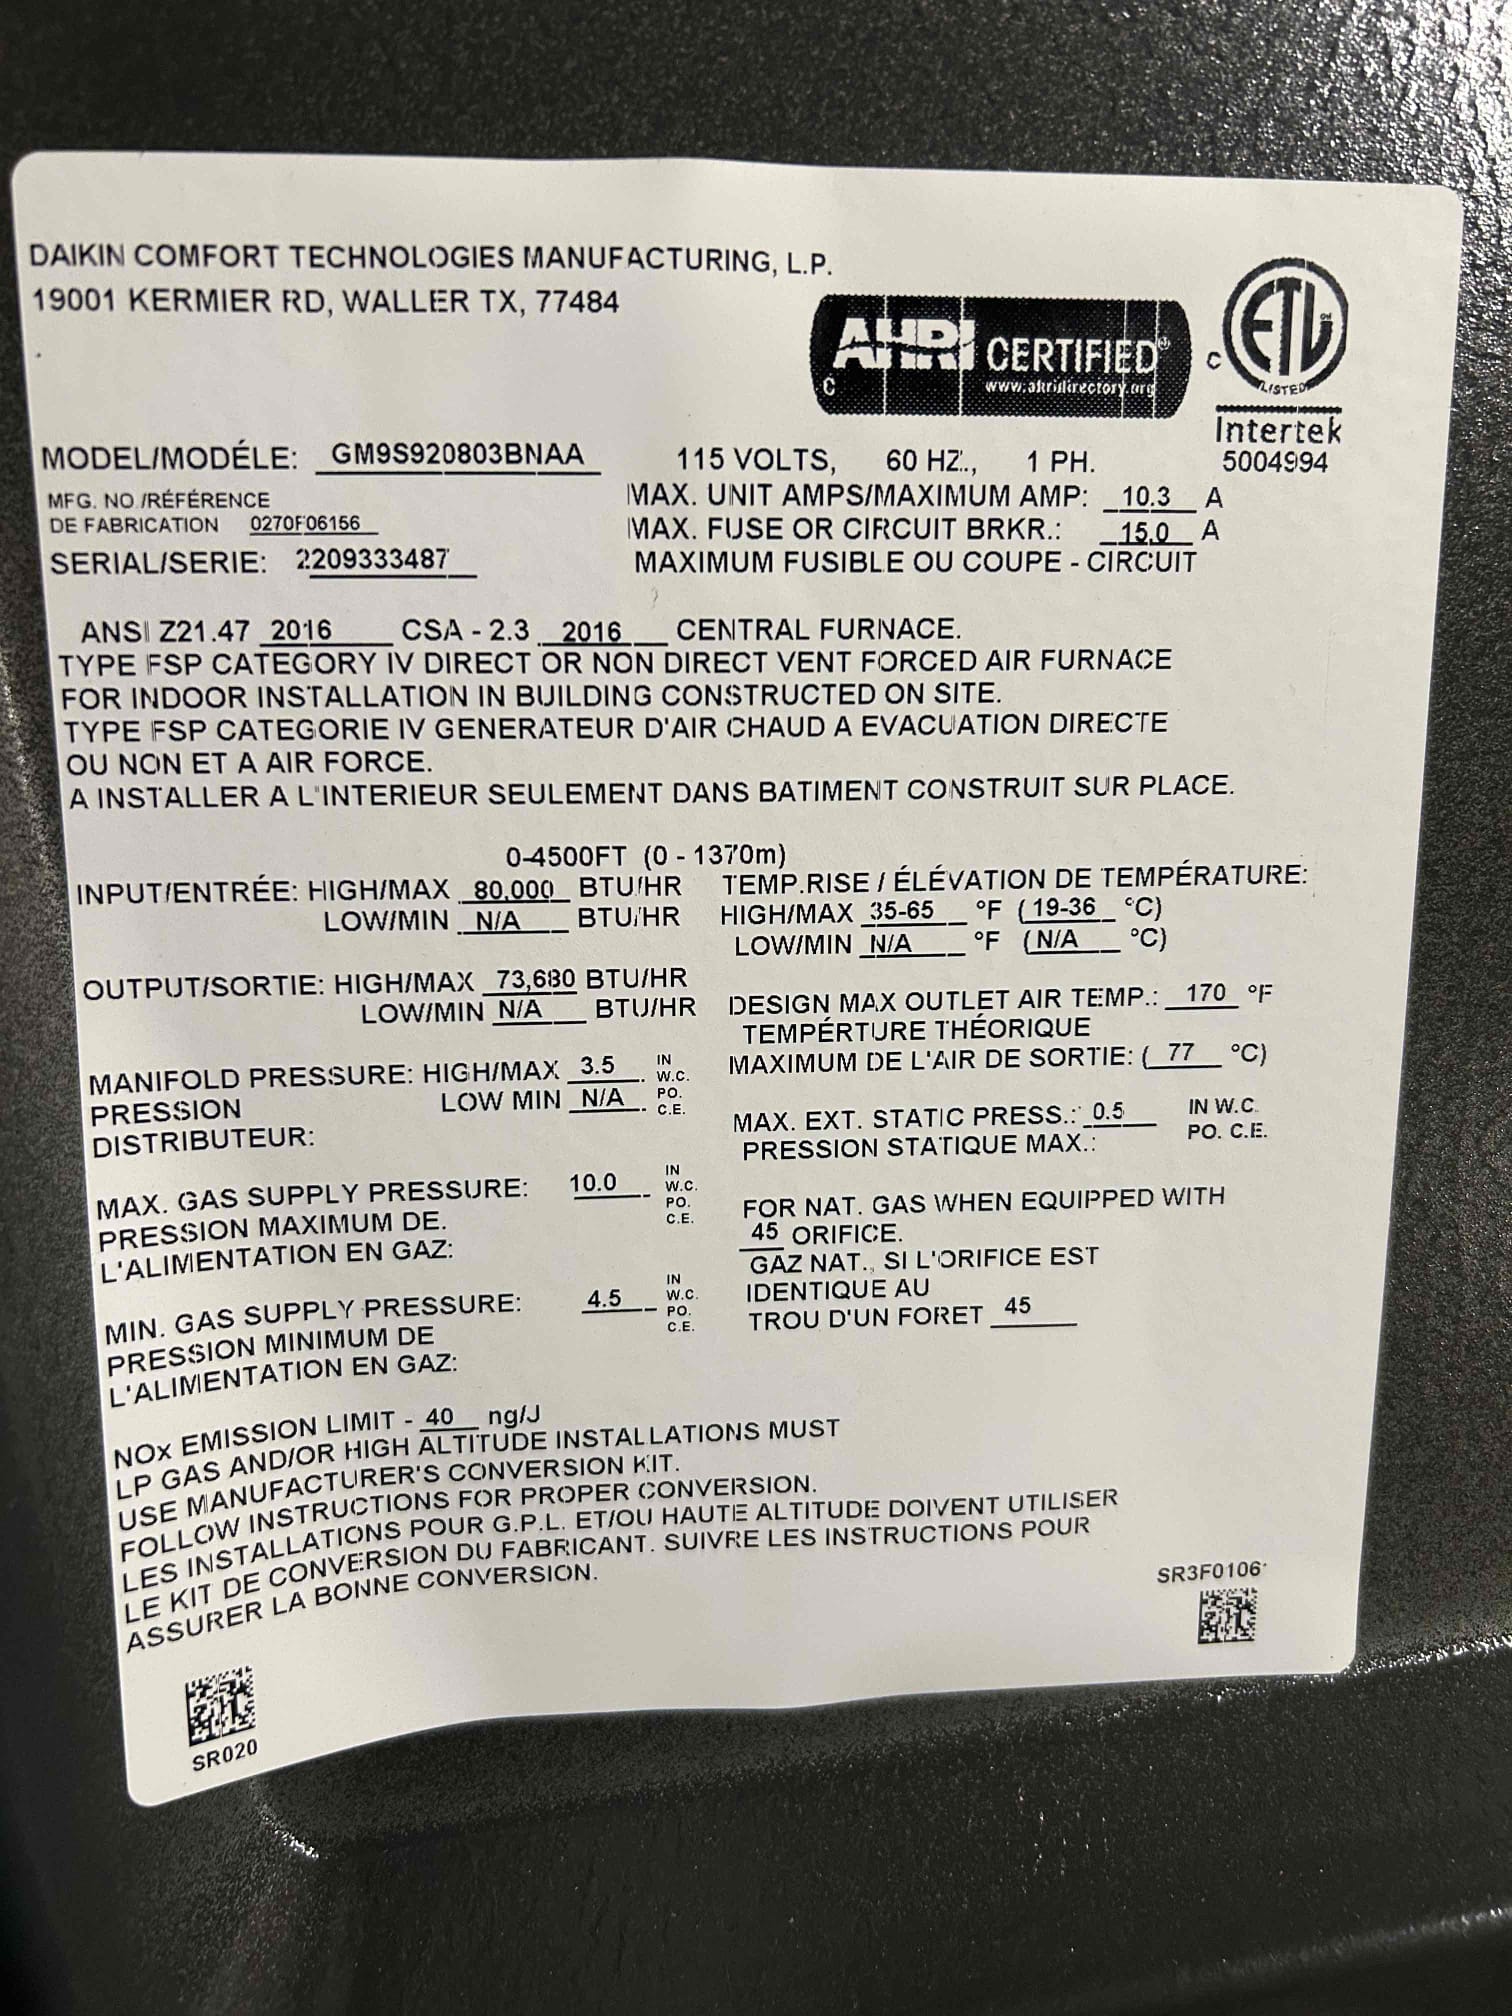 DAIKIN COMFORT TECHNOLOGIES MANUFACTURING, L.P.
19001 KERMIER RD, WALLER TX, 77484
AHRI CERTIFIED®
www.ahridirectory.org
C
C ETL CM
LISTED
Intertek
5004994
MODEL/MODÉLE: GM9S920803BNAA
115 VOLTS, 60 HZ., 1 PH.
MFG. NO./RÉFÉRENCE
DE FABRICATION 0270F06156
MAX. UNIT AMPS/MAXIMUM AMP: 10.3 A
MAX. FUSE OR CIRCUIT BRKR.: 15.0 A
SERIAL/SERIE: 2209333487
MAXIMUM FUSIBLE OU COUPE - CIRCUIT
ANSI Z21.47 2016 CSA - 2.3 2016 CENTRAL FURNACE.
TYPE FSP CATEGORY IV DIRECT OR NON DIRECT VENT FORCED AIR FURNACE
FOR INDOOR INSTALLATION IN BUILDING CONSTRUCTED ON SITE.
TYPE FSP CATEGORIE IV GENERATEUR D'AIR CHAUD A EVACUATION DIRECTE
OU NON ET A AIR FORCE.
A INSTALLER A L'INTERIEUR SEULEMENT DANS BATIMENT CONSTRUIT SUR PLACE.
0-4500FT (0 - 1370m)
INPUT/ENTRÉE: HIGH/MAX 80,000 BTU/HR
LOW/MIN N/A BTU/HR
TEMP.RISE / ÉLÉVATION DE TEMPÉRATURE:
HIGH/MAX 35-65 °F (19-36 °C)
LOW/MIN N/A °F (N/A °C)
OUTPUT/SORTIE: HIGH/MAX 73,680 BTU/HR
LOW/MIN N/A BTU/HR
DESIGN MAX OUTLET AIR TEMP.: 170 °F
TEMPÉRTURE THÉORIQUE
MAXIMUM DE L'AIR DE SORTIE: ( 77 °C)
MANIFOLD PRESSURE: HIGH/MAX 3.5 IN W.C.
PRESSION LOW MIN N/A PO. C.E.
DISTRIBUTEUR:
MAX. EXT. STATIC PRESS.: 0.5 IN W.C.
PRESSION STATIQUE MAX.: PO. C.E.
MAX. GAS SUPPLY PRESSURE: 10.0 IN W.C.
PRESSION MAXIMUM DE. PO. C.E.
L'ALIMENTATION EN GAZ:
FOR NAT. GAS WHEN EQUIPPED WITH
45 ORIFICE.
GAZ NAT., SI L'ORIFICE EST
IDENTIQUE AU
TROU D'UN FORET 45
MIN. GAS SUPPLY PRESSURE: 4.5 IN W.C.
PRESSION MINIMUM DE PO. C.E.
L'ALIMENTATION EN GAZ:
NOx EMISSION LIMIT - 40 ng/J
LP GAS AND/OR HIGH ALTITUDE INSTALLATIONS MUST
USE MANUFACTURER'S CONVERSION KIT.
FOLLOW INSTRUCTIONS FOR PROPER CONVERSION.
LES INSTALLATIONS POUR G.P.L. ET/OU HAUTE ALTITUDE DOIVENT UTILISER
LE KIT DE CONVERSION DU FABRICANT. SUIVRE LES INSTRUCTIONS POUR
ASSURER LA BONNE CONVERSION.
SR3F0106*
SR020